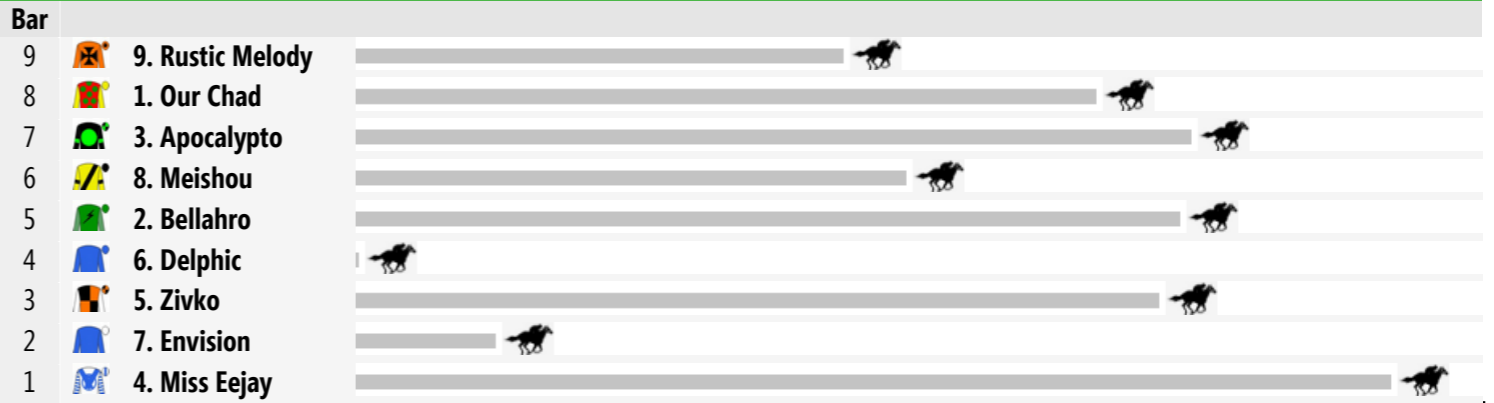 Bar
9 9. Rustic Melody
8 1. Our Chad
7 3. Apocalypto
6 8. Meishou
5 2. Bellahro
4 6. Delphic
3 5. Zivko
2 7. Envision
1 4. Miss Eejay